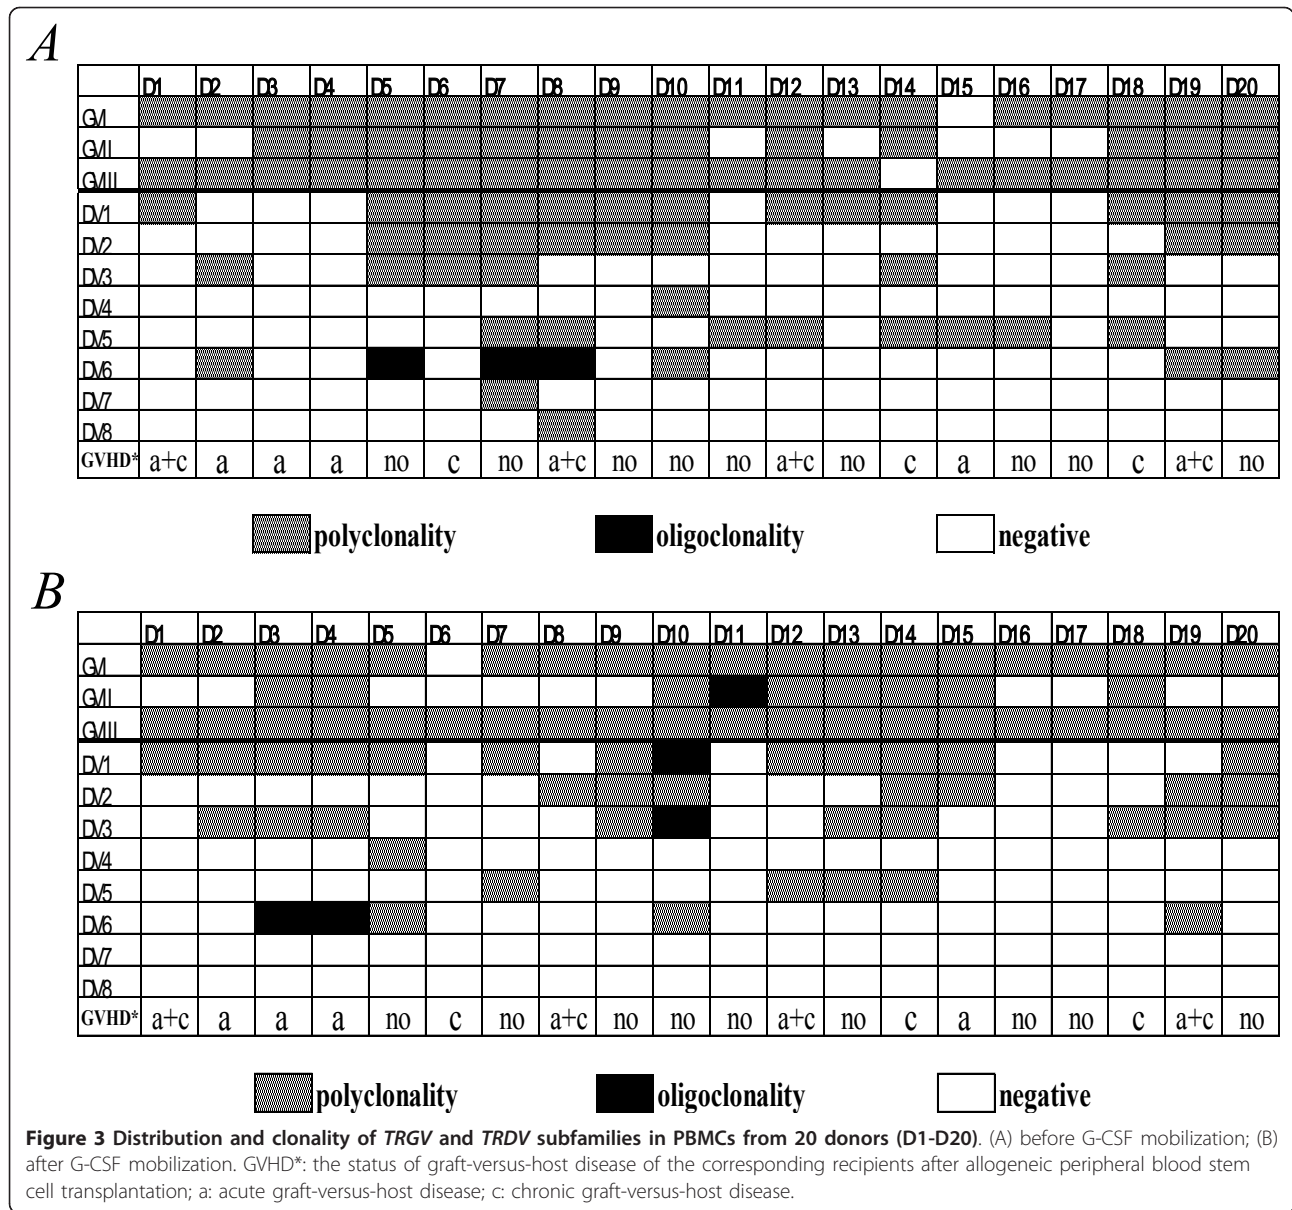 A
D1 D2 D3 D4 D5 D6 D7 D8 D9 D10 D11 D12 D13 D14 D15 D16 D17 D18 D19 D20
GVI
GVII
GVIII
DV1
DV2
DV3
DV4
DV5
DV6
DV7
DV8
GVHD* a+c a a a no c no a+c no no no a+c no c a no no c a+c no
polyclonality oligoclonality negative
B
D1 D2 D3 D4 D5 D6 D7 D8 D9 D10 D11 D12 D13 D14 D15 D16 D17 D18 D19 D20
GVI
GVII
GVIII
DV1
DV2
DV3
DV4
DV5
DV6
DV7
DV8
GVHD* a+c a a a no c no a+c no no no a+c no c a no no c a+c no
polyclonality oligoclonality negative
Figure 3 Distribution and clonality of TRGV and TRDV subfamilies in PBMCs from 20 donors (D1-D20). (A) before G-CSF mobilization; (B)
after G-CSF mobilization. GVHD*: the status of graft-versus-host disease of the corresponding recipients after allogeneic peripheral blood stem
cell transplantation; a: acute graft-versus-host disease; c: chronic graft-versus-host disease.